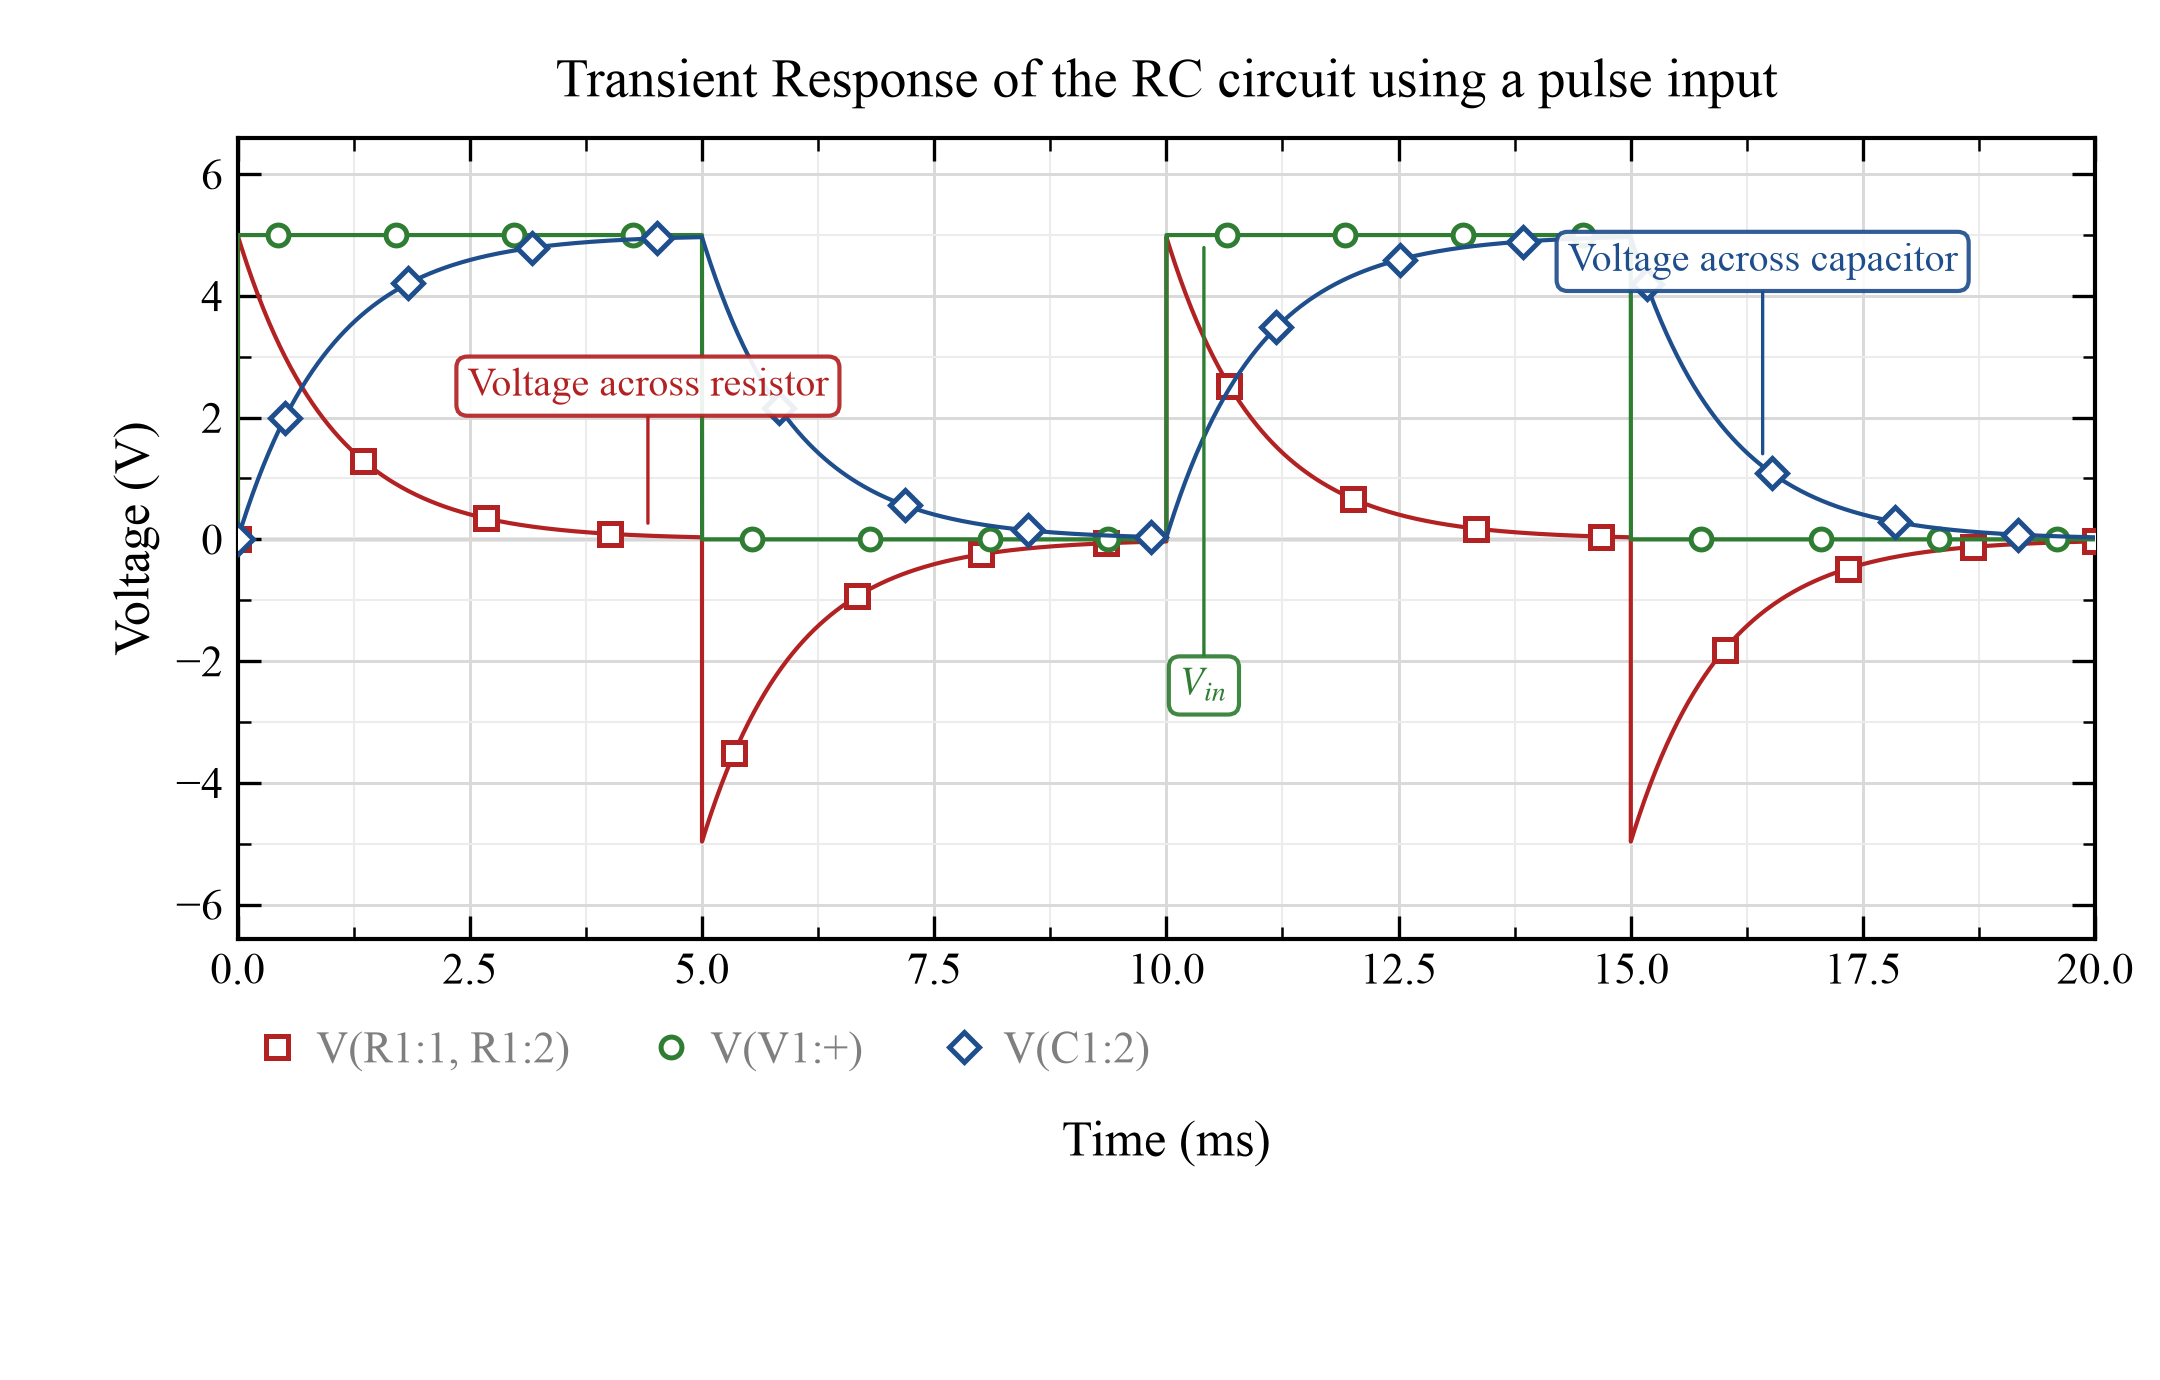 Transient Response of the RC circuit using a pulse input
Voltage (V)
6
4
2
0
−2
−4
−6
Voltage across resistor
Voltage across capacitor
V_in
0.0 2.5 5.0 7.5 10.0 12.5 15.0 17.5 20.0
V(R1:1, R1:2) V(V1:+) V(C1:2)
Time (ms)